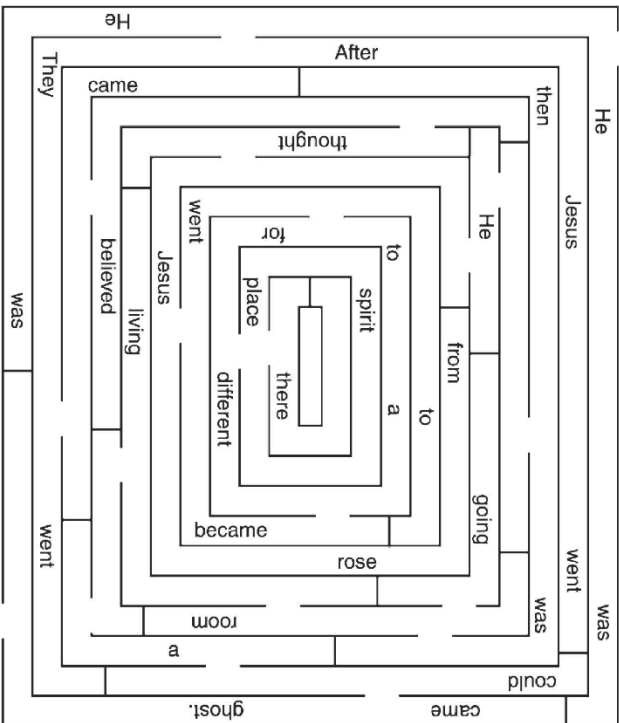 He
After
They
came
then
He
thought
Jesus
went
for
to
He
believed
Jesus
place
spirit
was
living
from
there
different
a
to
going
became
went
rose
went
was
room
a
could
ghost.
came